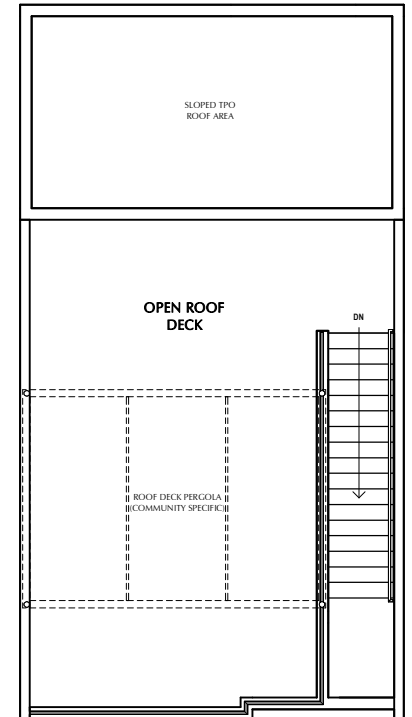 SLOPED TPO
ROOF AREA
OPEN ROOF
DECK
DN
ROOF DECK PERGOLA
(COMMUNITY SPECIFIC)